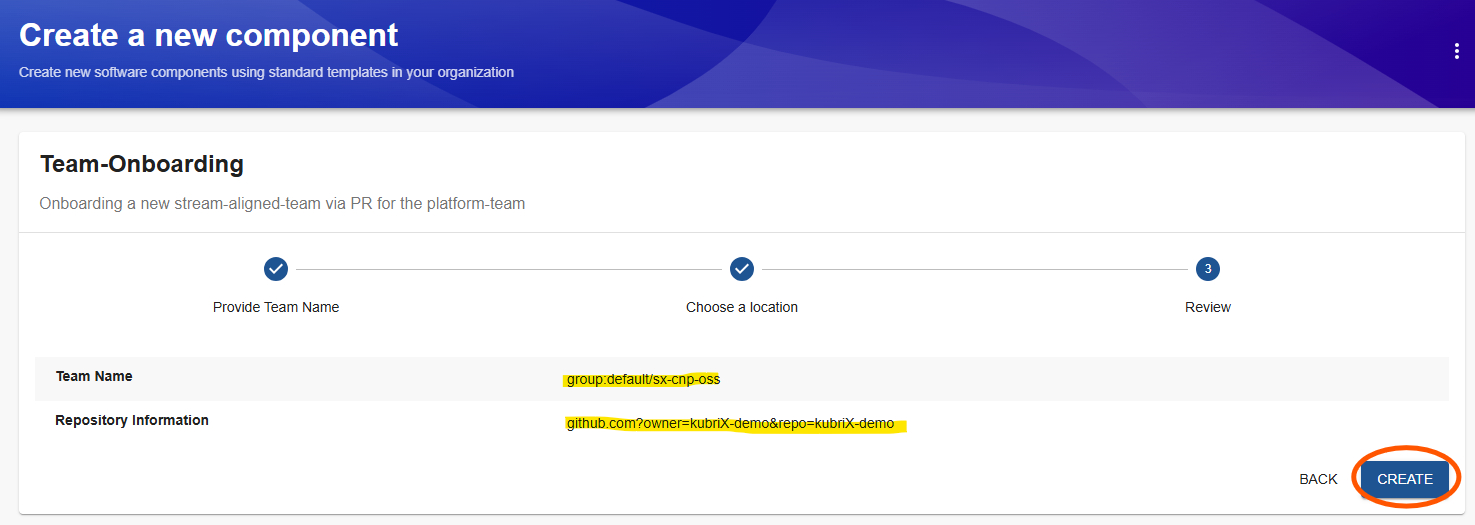 Create a new component
Create new software components using standard templates in your organization
Team-Onboarding
Onboarding a new stream-aligned-team via PR for the platform-team
3
Provide Team Name
Choose a location
Review
Team Name
group:default/sx-cnp-oss
Repository Information
github.com?owner=kubriX-demo&repo=kubriX-demo
BACK
CREATE